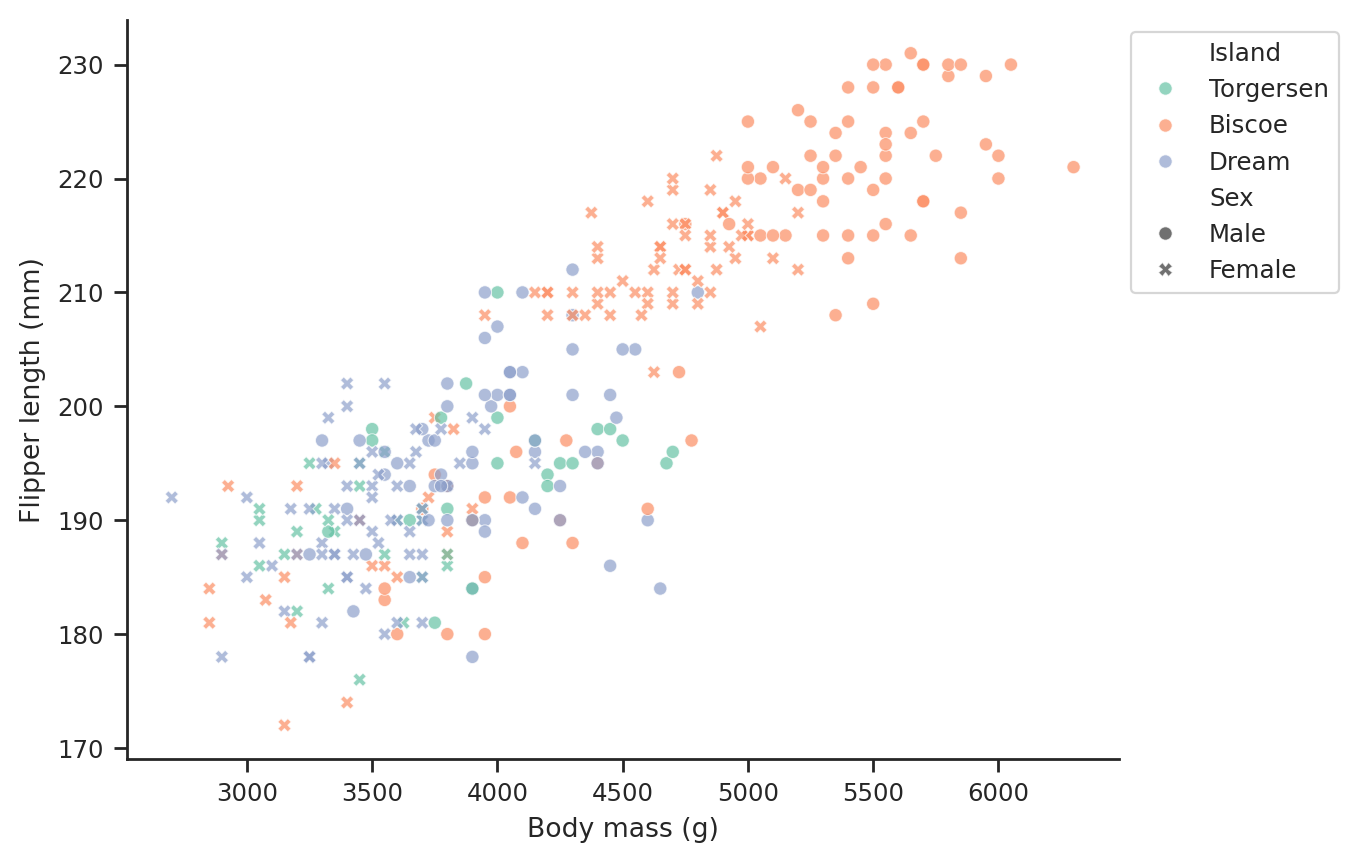 230
220
210
200
190
180
170
Flipper length (mm)
3000 3500 4000 4500 5000 5500 6000
Body mass (g)
Island
Torgersen
Biscoe
Dream
Sex
Male
Female